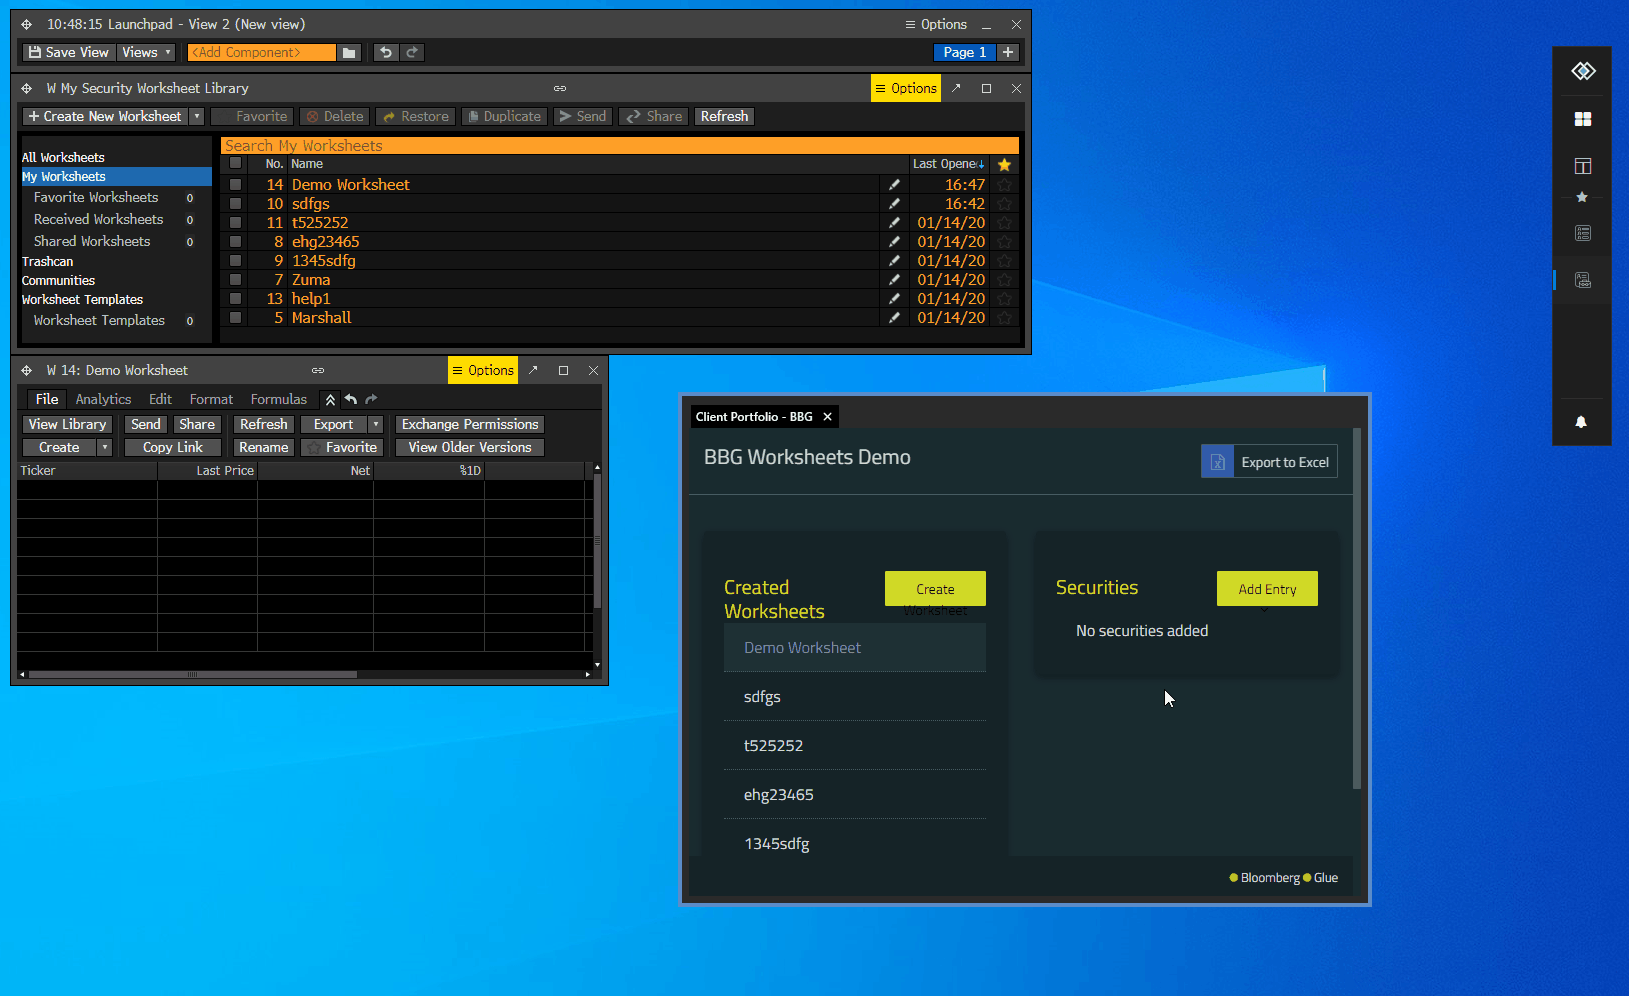 10:48:15 Launchpad - View 2 (New view)
Options
Save View
Views
<Add Component>
Page 1
W My Security Worksheet Library
Options
Create New Worksheet
Favorite
Delete
Restore
Duplicate
Send
Share
Refresh
All Worksheets
My Worksheets
Favorite Worksheets 0
Received Worksheets 0
Shared Worksheets 0
Trashcan
Communities
Worksheet Templates
Worksheet Templates 0
Search My Worksheets
No. Name Last Opene
14 Demo Worksheet 16:47
10 sdfgs 16:42
11 t525252 01/14/20
8 ehg23465 01/14/20
9 1345sdfg 01/14/20
7 Zuma 01/14/20
13 help1 01/14/20
5 Marshall 01/14/20
W 14: Demo Worksheet
Options
File Analytics Edit Format Formulas
View Library Send Share Refresh Export Exchange Permissions
Create Copy Link Rename Favorite View Older Versions
Ticker Last Price Net %1D
Client Portfolio - BBG
BBG Worksheets Demo
Export to Excel
Created
Worksheets
Create
Worksheet
Demo Worksheet
sdfgs
t525252
ehg23465
1345sdfg
Securities
Add Entry
No securities added
Bloomberg Glue